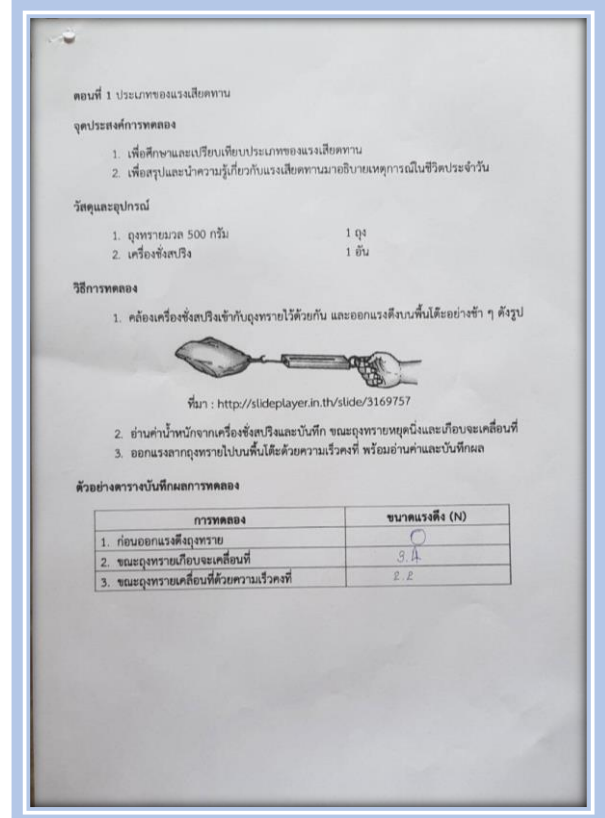 ตอนที่ 1 ประเภทของแรงเสียดทาน
จุดประสงค์การทดลอง
1. เพื่อศึกษาและเปรียบเทียบประเภทของแรงเสียดทาน
2. เพื่อสรุปและนำความรู้เกี่ยวกับแรงเสียดทานมาอธิบายเหตุการณ์ในชีวิตประจำวัน
วัสดุและอุปกรณ์
1. ถุงทรายมวล 500 กรัม 1 ถุง
2. เครื่องชั่งสปริง 1 อัน
วิธีการทดลอง
1. คล้องเครื่องชั่งสปริงเข้ากับถุงทรายไว้ด้วยกัน และออกแรงดึงบนพื้นโต๊ะอย่างช้า ๆ ดังรูป
ที่มา : http://slideplayer.in.th/slide/3169757
2. อ่านค่าน้ำหนักจากเครื่องชั่งสปริงและบันทึก ขณะถุงทรายหยุดนิ่งและเกือบจะเคลื่อนที่
3. ออกแรงลากถุงทรายไปบนพื้นโต๊ะด้วยความเร็วคงที่ พร้อมอ่านค่าและบันทึกผล
ตัวอย่างตารางบันทึกผลการทดลอง
การทดลอง ขนาดแรงดึง (N)
1. ก่อนออกแรงดึงถุงทราย 0
2. ขณะถุงทรายเกือบจะเคลื่อนที่ 3.4
3. ขณะถุงทรายเคลื่อนที่ด้วยความเร็วคงที่ 2.2